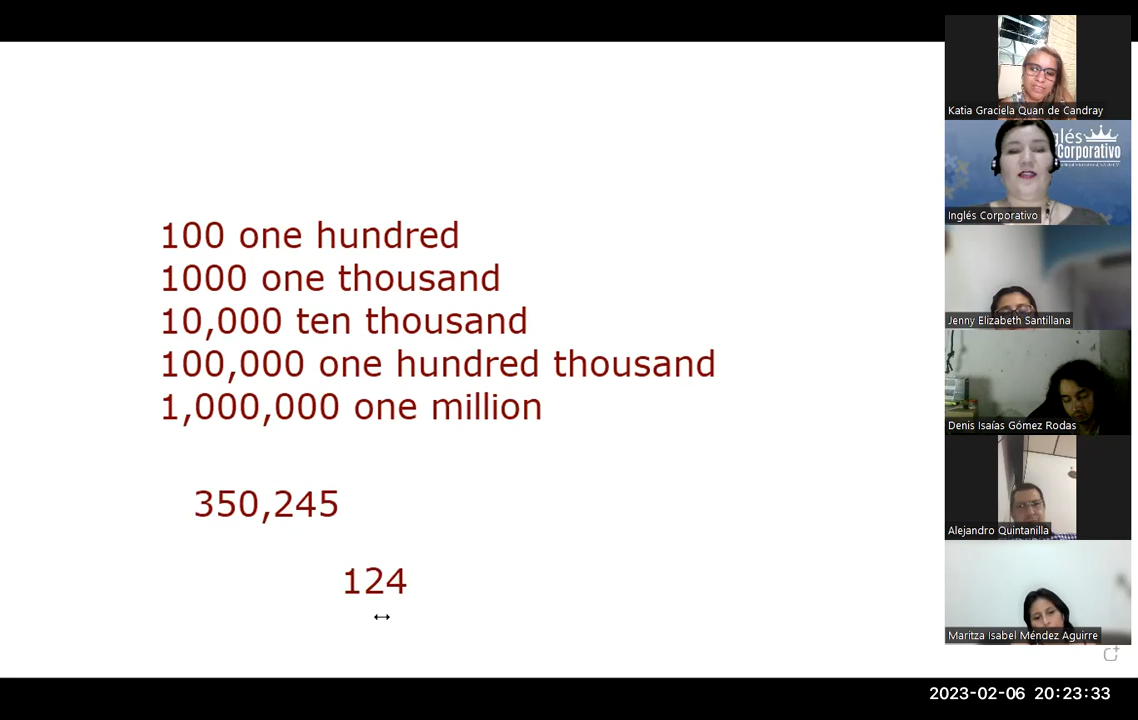 100 one hundred
1000 one thousand
10,000 ten thousand
100,000 one hundred thousand
1,000,000 one million
350,245
124
Katia Graciela Quan de Candray
glés
Corporativo
Inglés Corporativo
Jenny Elizabeth Santillana
Denis Isaías Gómez Rodas
Alejandro Quintanilla
Maritza Isabel Méndez Aguirre
2023-02-06 20:23:33